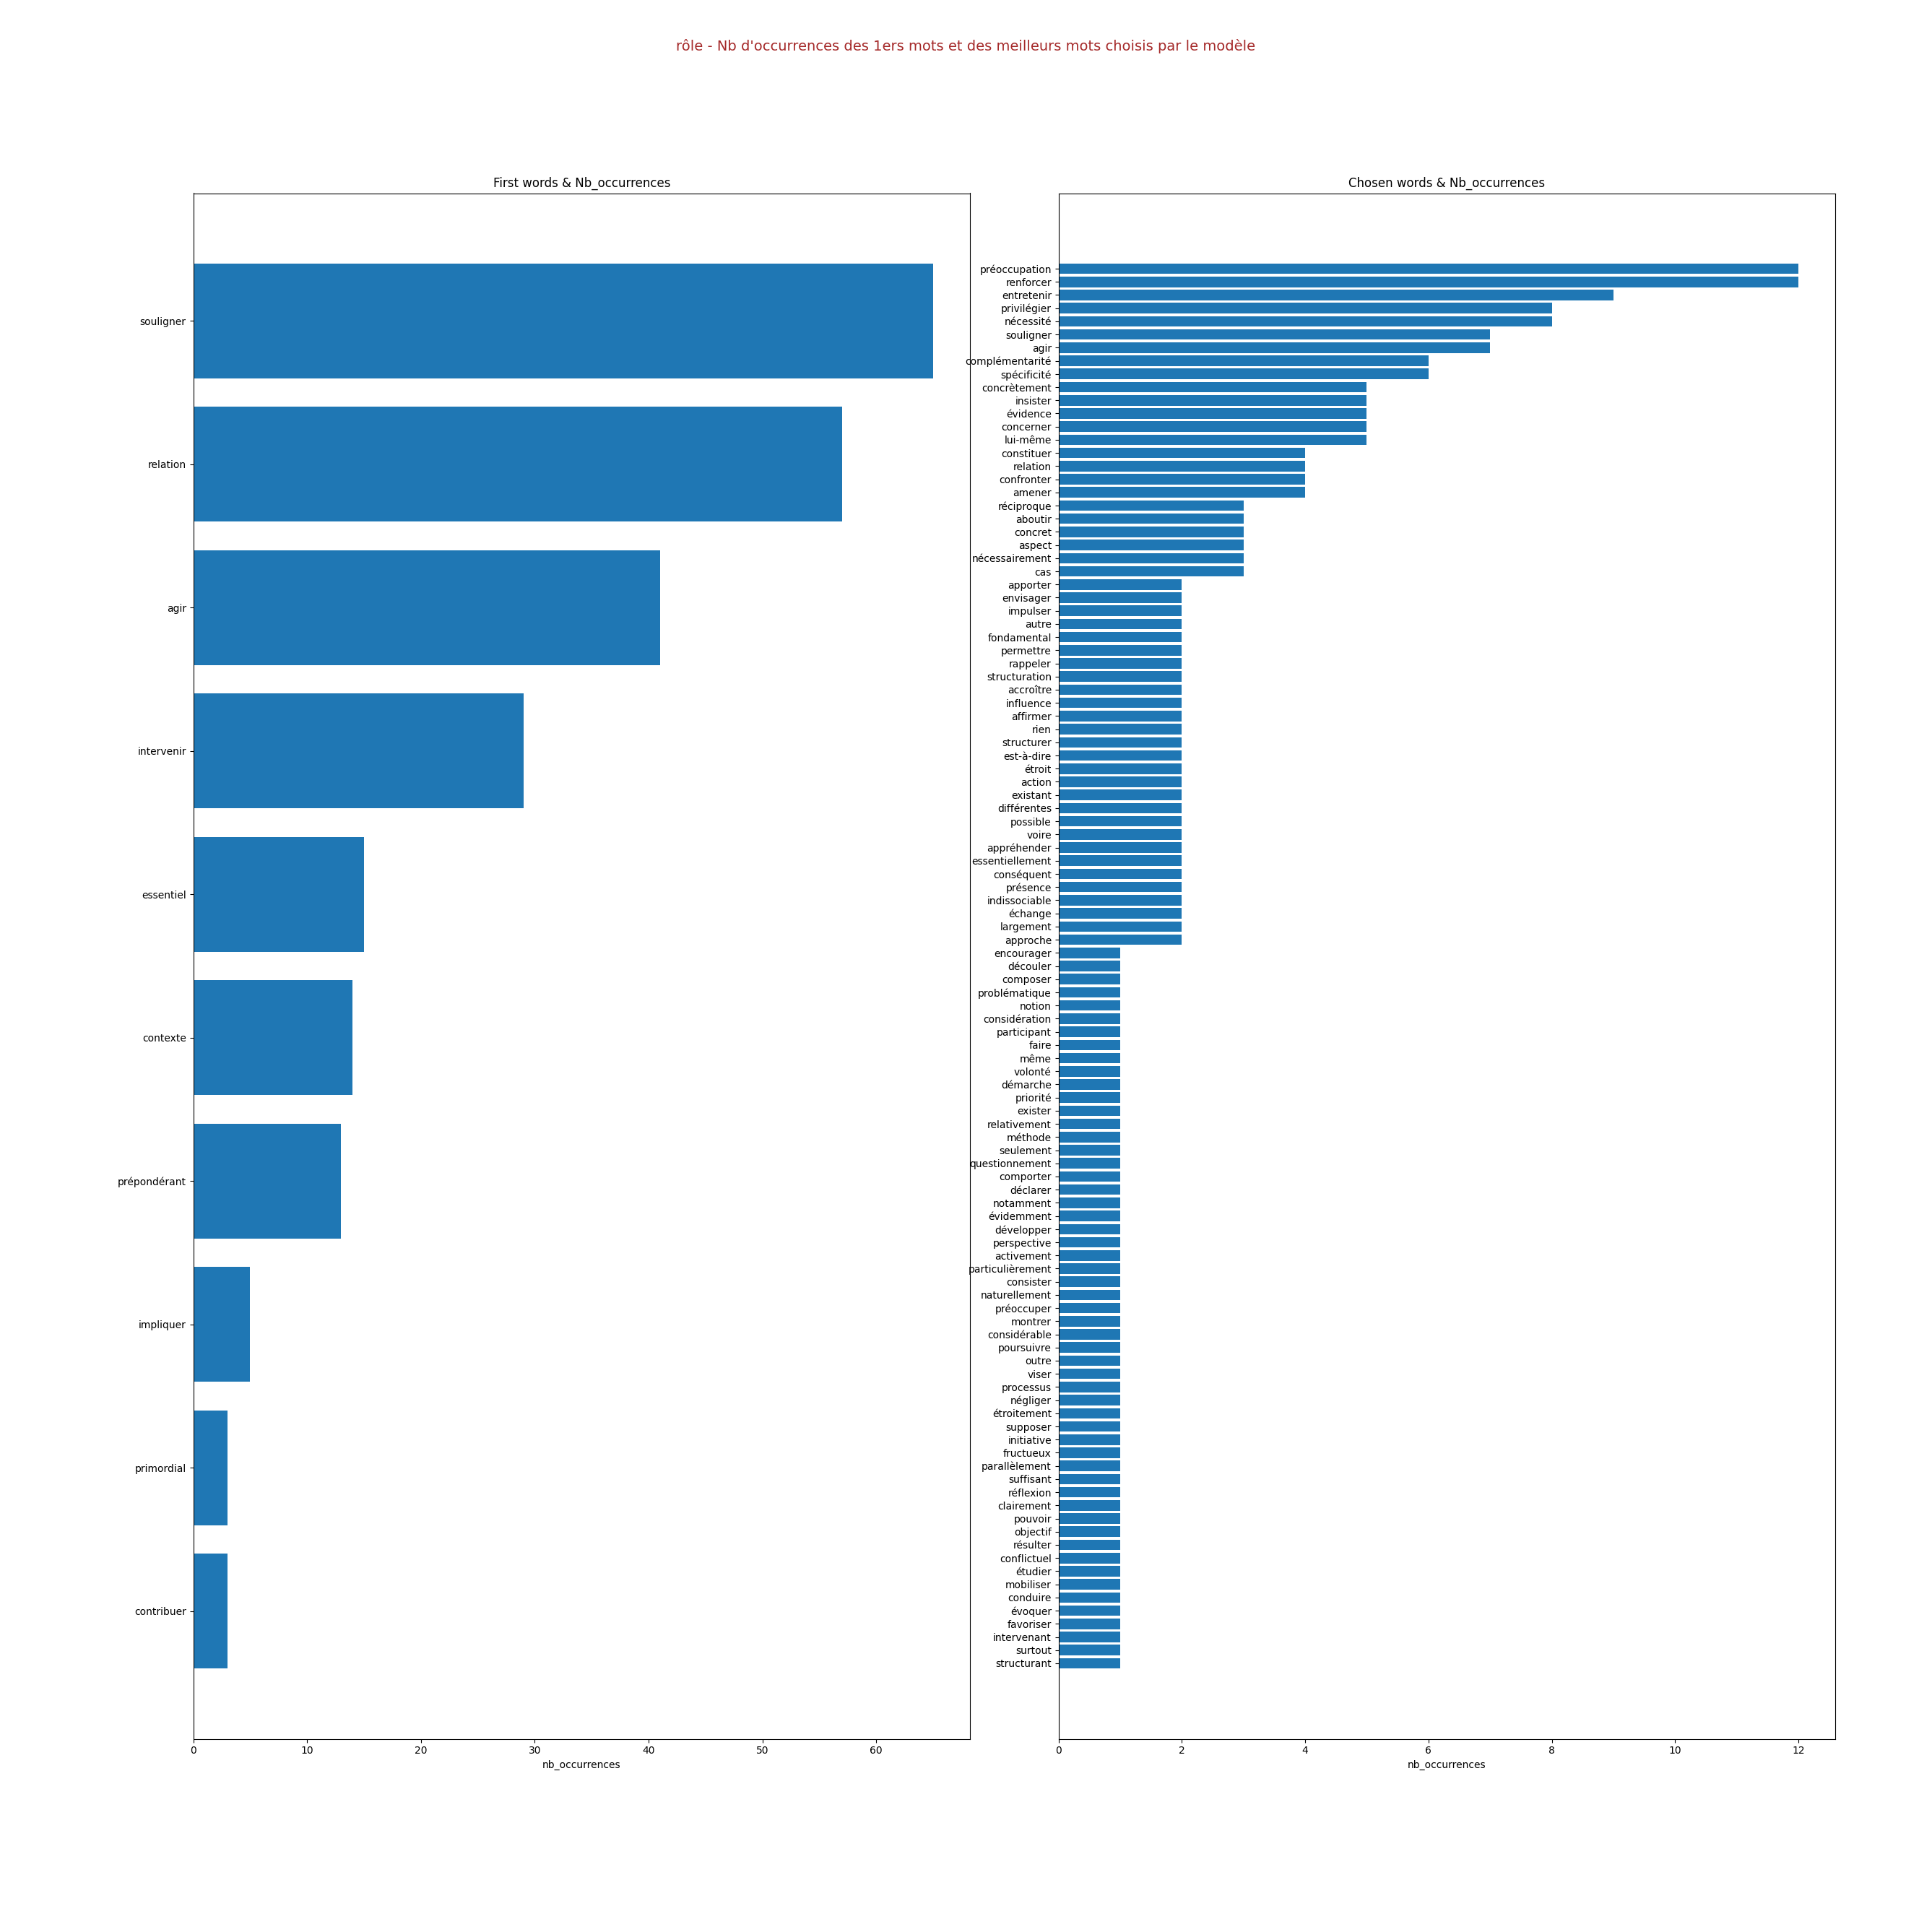 rôle - Nb d'occurrences des 1ers mots et des meilleurs mots choisis par le modèle
First words & Nb_occurrences
souligner
relation
agir
intervenir
essentiel
contexte
prépondérant
impliquer
primordial
contribuer
0 10 20 30 40 50 60
nb_occurrences
Chosen words & Nb_occurrences
préoccupation
renforcer
entretenir
privilégier
nécessité
souligner
agir
complémentarité
spécificité
concrètement
insister
évidence
concerner
lui-même
constituer
relation
confronter
amener
réciproque
aboutir
concret
aspect
nécessairement
cas
apporter
envisager
impulser
autre
fondamental
permettre
rappeler
structuration
accroître
influence
affirmer
rien
structurer
est-à-dire
étroit
action
existant
différentes
possible
voire
appréhender
essentiellement
conséquent
présence
indissociable
échange
largement
approche
encourager
découler
composer
problématique
notion
considération
participant
faire
même
volonté
démarche
priorité
exister
relativement
méthode
seulement
questionnement
comporter
déclarer
notamment
évidemment
développer
perspective
activement
particulièrement
consister
naturellement
préoccuper
montrer
considérable
poursuivre
outre
viser
processus
négliger
étroitement
supposer
initiative
fructueux
parallèlement
suffisant
réflexion
clairement
pouvoir
objectif
résulter
conflictuel
étudier
mobiliser
conduire
évoquer
favoriser
intervenant
surtout
structurant
0 2 4 6 8 10 12
nb_occurrences